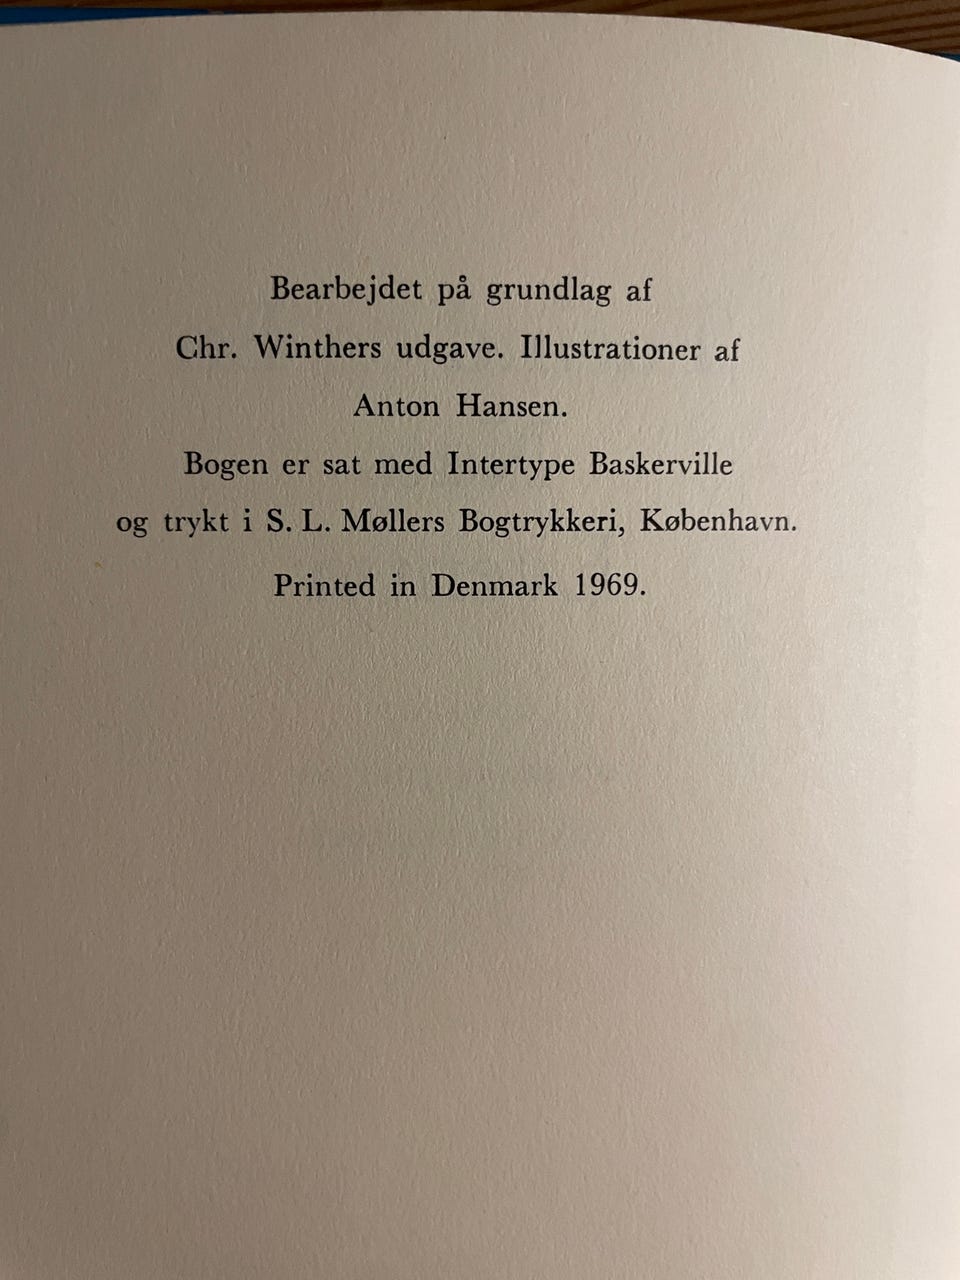 Bearbejdet på grundlag af
Chr. Winthers udgave. Illustrationer af
Anton Hansen.
Bogen er sat med Intertype Baskerville
og trykt i S. L. Møllers Bogtrykkeri, København.
Printed in Denmark 1969.